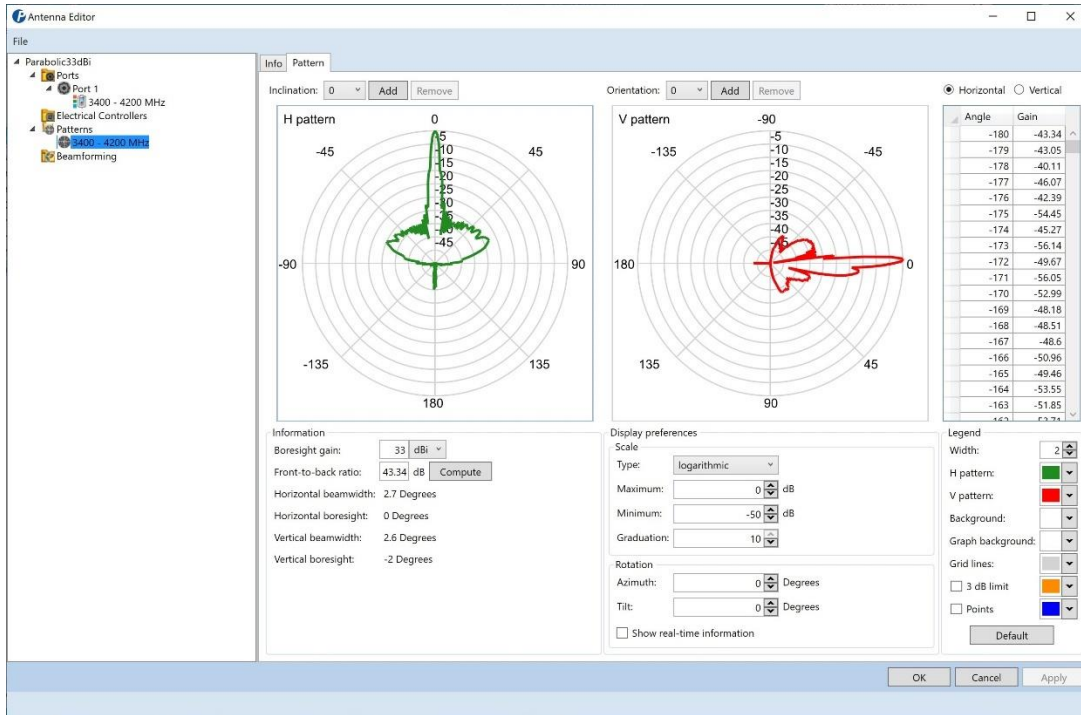 Antenna Editor
File
Parabolic33dBi
Ports
Port 1
3400 - 4200 MHz
Electrical Controllers
Patterns
3400 - 4200 MHz
Beamforming
Info Pattern
Inclination: 0 Add Remove
H pattern
0
-5
-10
-15
-20
-25
-30
-35
-45
-45
45
-90
90
-135
135
180
Orientation: 0 Add Remove
V pattern
-90
-5
-10
-15
-20
-25
-30
-35
-40
-135
-45
180
0
135
45
90
Horizontal Vertical
Angle Gain
-180 -43.34
-179 -43.05
-178 -40.11
-177 -46.07
-176 -42.39
-175 -54.45
-174 -45.27
-173 -56.14
-172 -49.67
-171 -56.05
-170 -52.99
-169 -48.18
-168 -48.51
-167 -48.6
-166 -50.96
-165 -49.46
-164 -53.55
-163 -51.85
Information
Boresight gain: 33 dBi
Front-to-back ratio: 43.34 dB Compute
Horizontal beamwidth: 2.7 Degrees
Horizontal boresight: 0 Degrees
Vertical beamwidth: 2.6 Degrees
Vertical boresight: -2 Degrees
Display preferences
Scale
Type: logarithmic
Maximum: 0 dB
Minimum: -50 dB
Graduation: 10
Rotation
Azimuth: 0 Degrees
Tilt: 0 Degrees
Show real-time information
Legend
Width: 2
H pattern:
V pattern:
Background:
Graph background:
Grid lines:
3 dB limit
Points
Default
OK Cancel Apply